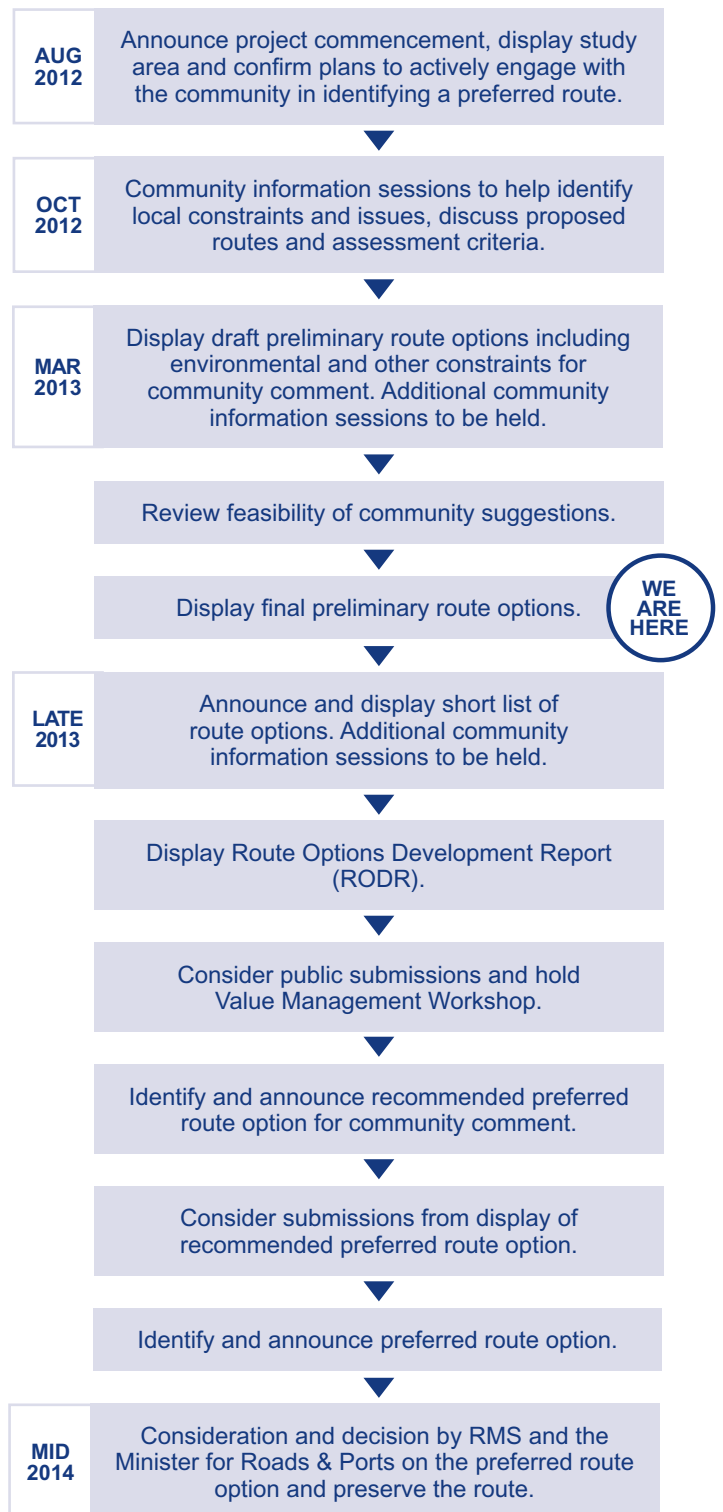 AUG
2012
Announce project commencement, display study
area and confirm plans to actively engage with
the community in identifying a preferred route.
OCT
2012
Community information sessions to help identify
local constraints and issues, discuss proposed
routes and assessment criteria.
MAR
2013
Display draft preliminary route options including
environmental and other constraints for
community comment. Additional community
information sessions to be held.
Review feasibility of community suggestions.
Display final preliminary route options.
WE
ARE
HERE
LATE
2013
Announce and display short list of
route options. Additional community
information sessions to be held.
Display Route Options Development Report
(RODR).
Consider public submissions and hold
Value Management Workshop.
Identify and announce recommended preferred
route option for community comment.
Consider submissions from display of
recommended preferred route option.
Identify and announce preferred route option.
MID
2014
Consideration and decision by RMS and the
Minister for Roads & Ports on the preferred route
option and preserve the route.